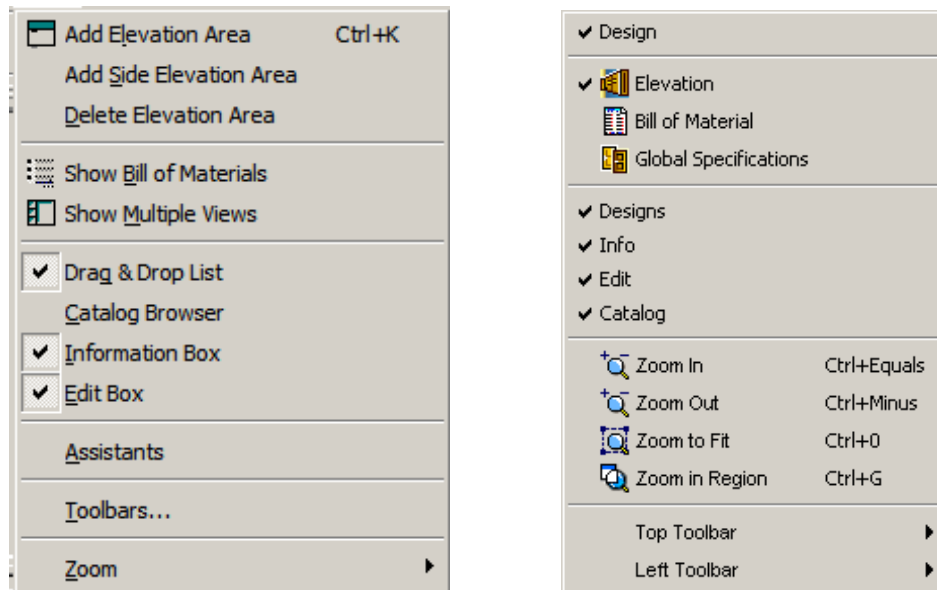 Add Elevation Area Ctrl+K
Add Side Elevation Area
Delete Elevation Area
Show Bill of Materials
Show Multiple Views
Drag & Drop List
Catalog Browser
Information Box
Edit Box
Assistants
Toolbars...
Zoom
Design
Elevation
Bill of Material
Global Specifications
Designs
Info
Edit
Catalog
Zoom In Ctrl+Equals
Zoom Out Ctrl+Minus
Zoom to Fit Ctrl+0
Zoom in Region Ctrl+G
Top Toolbar
Left Toolbar